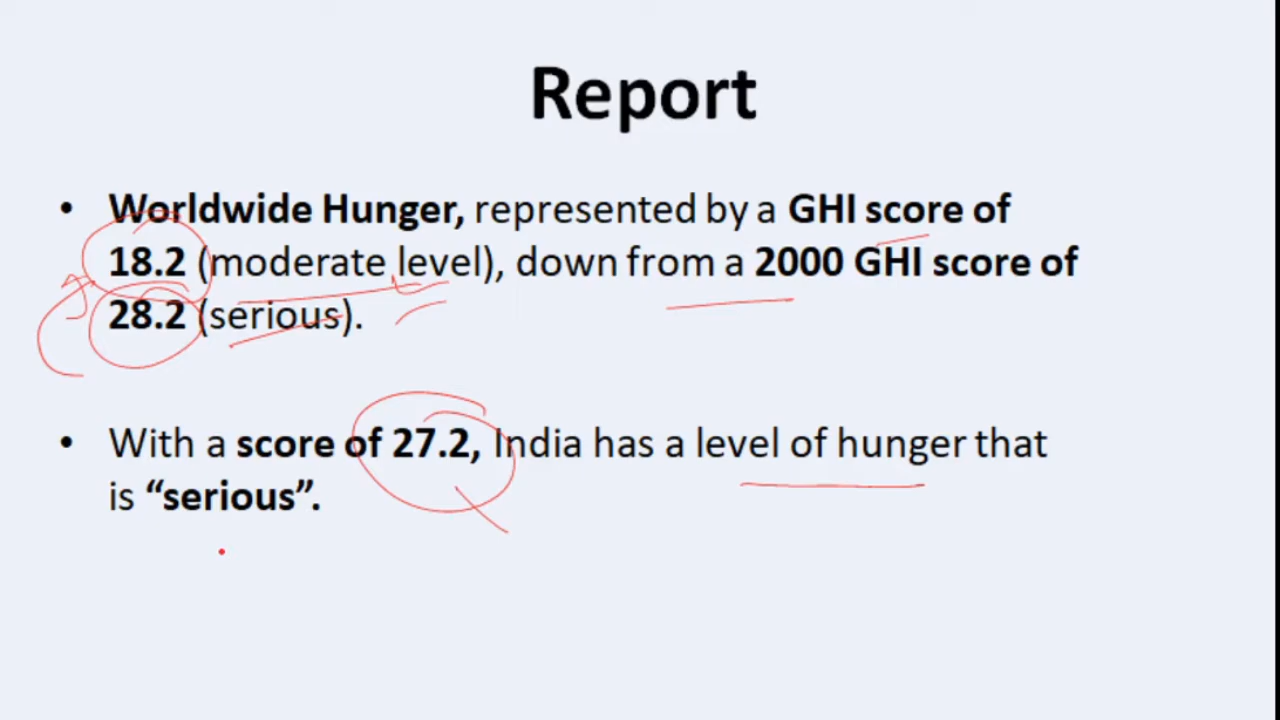 Report
• Worldwide Hunger, represented by a GHI score of
18.2 (moderate level), down from a 2000 GHI score of
28.2 (serious).
• With a score of 27.2, India has a level of hunger that
is “serious”.